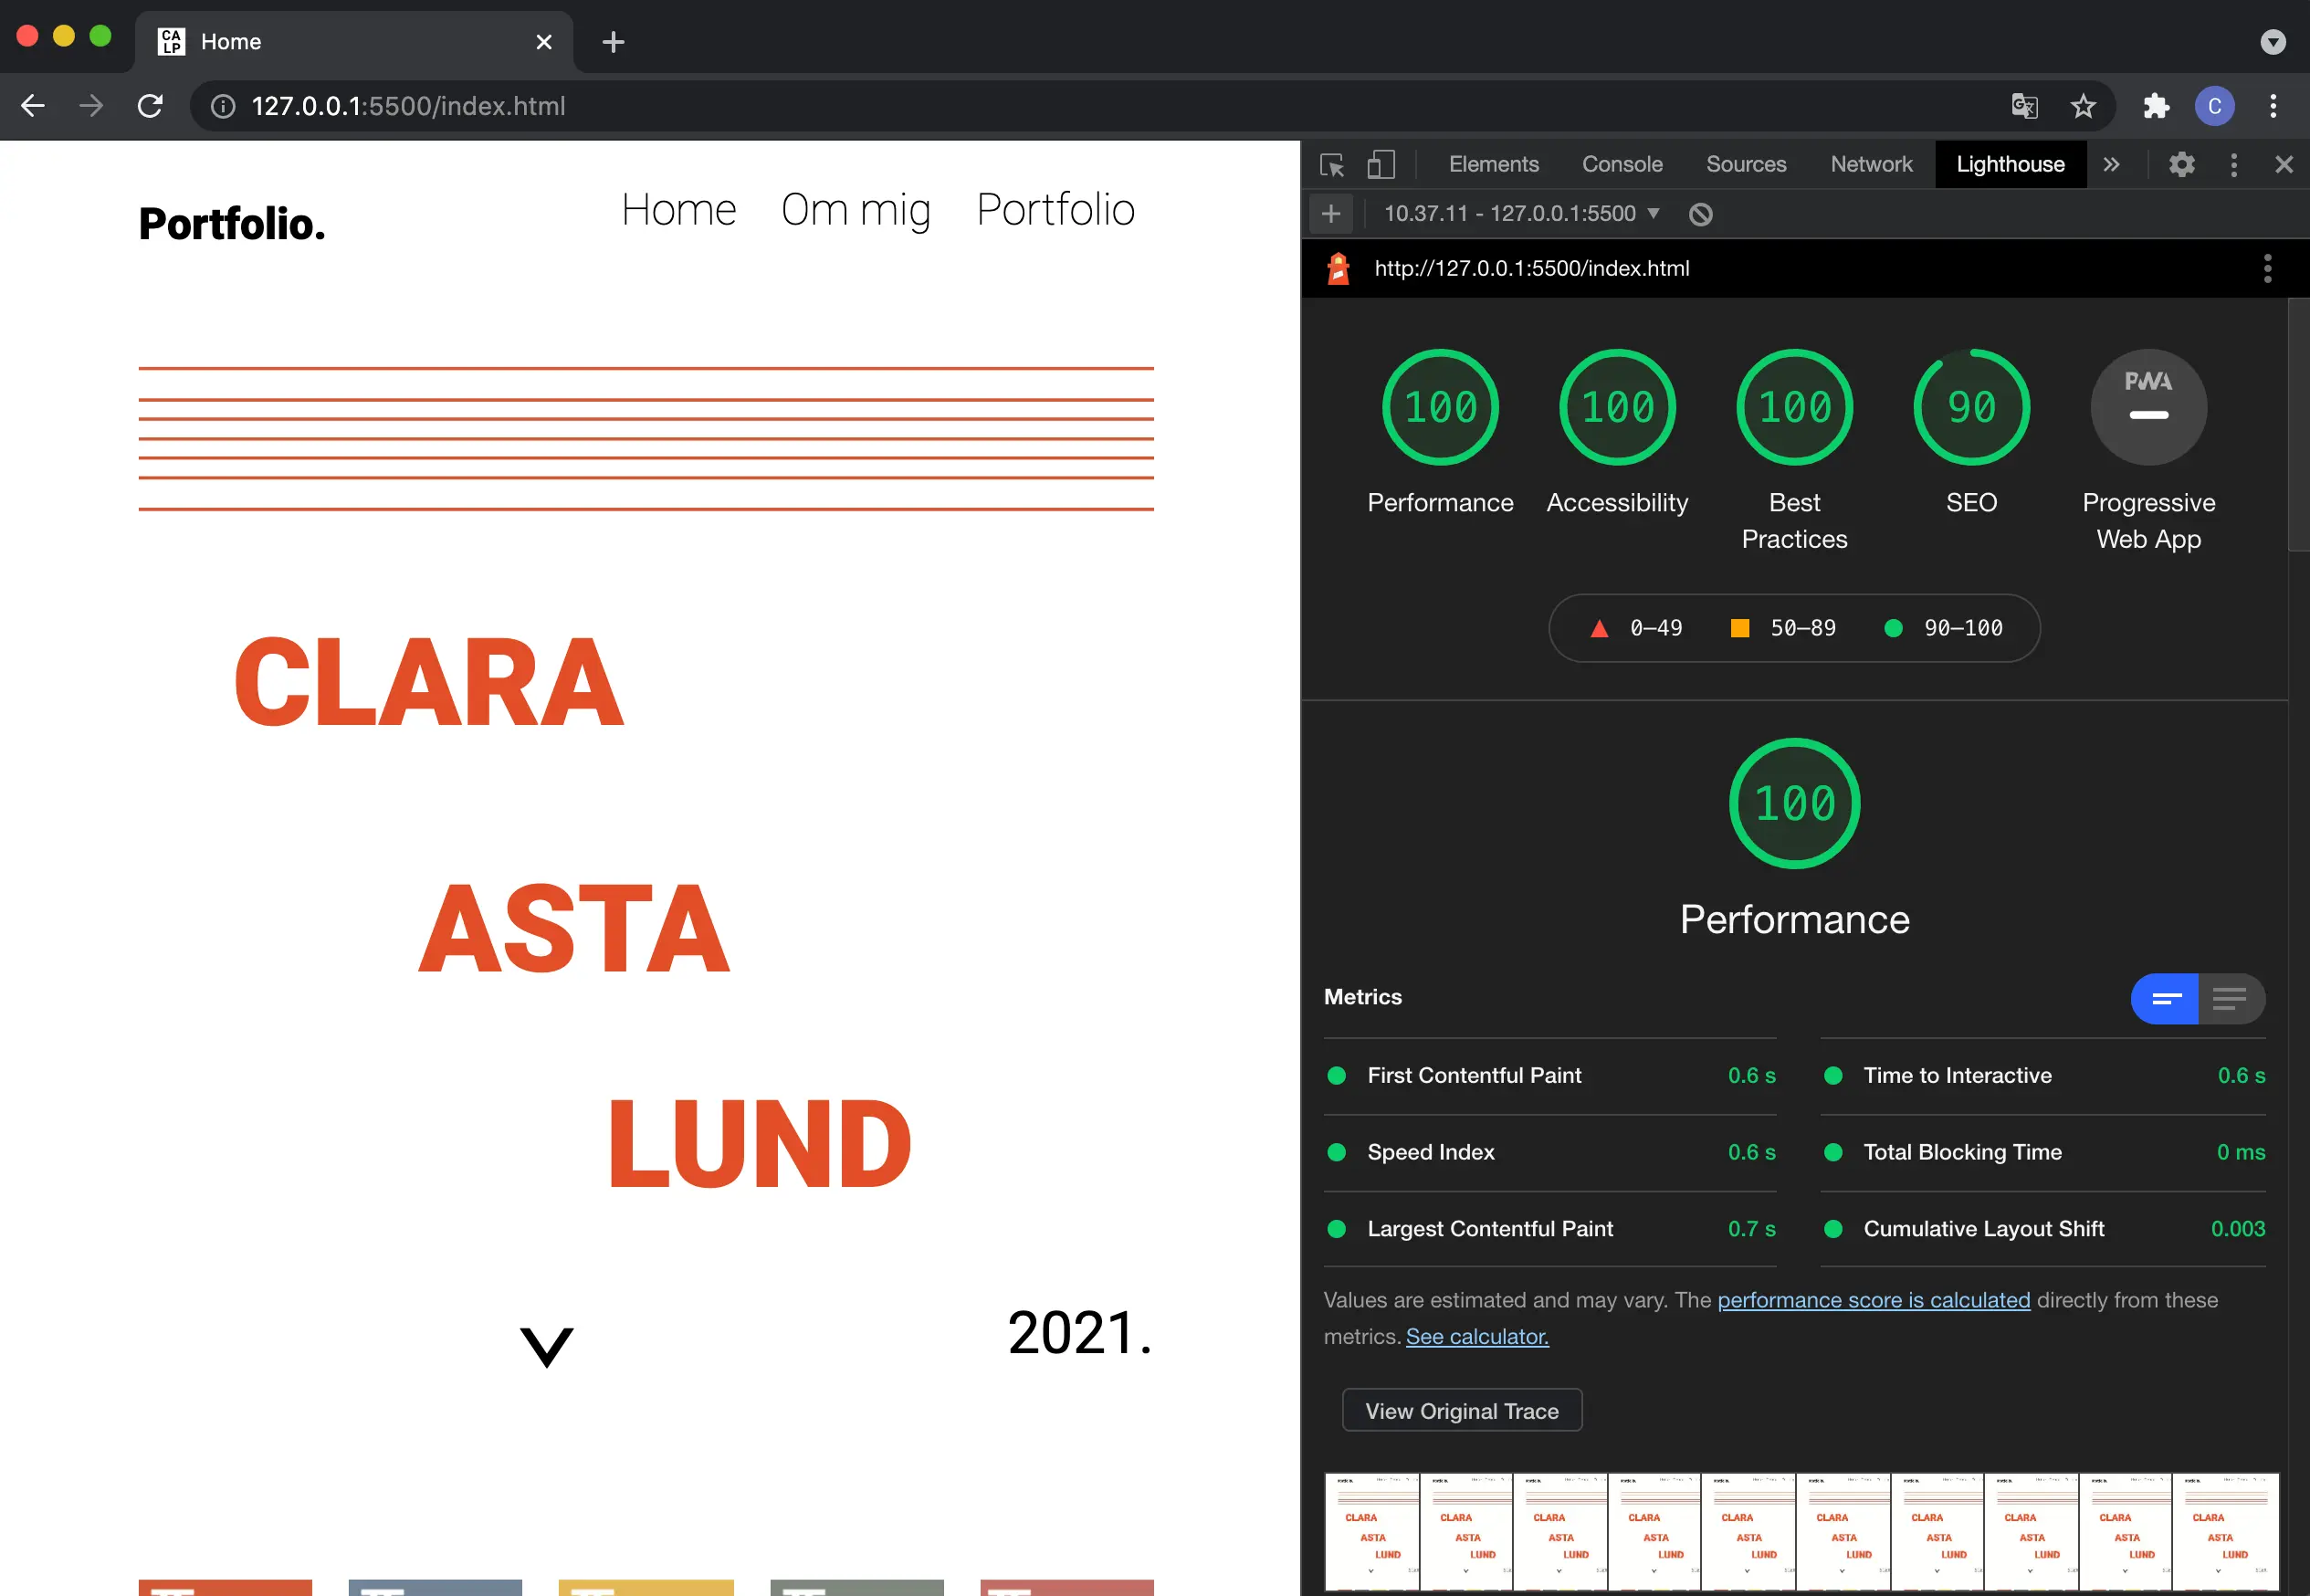 CA
LP
Home
127.0.0.1:5500/index.html
C
Portfolio.
Home Om mig Portfolio
CLARA
ASTA
LUND
2021.
Elements Console Sources Network Lighthouse
10.37.11 - 127.0.0.1:5500
http://127.0.0.1:5500/index.html
100 100 100 90 PWA
Performance Accessibility Best Practices SEO Progressive Web App
0–49 50–89 90–100
100
Performance
Metrics
First Contentful Paint 0.6 s Time to Interactive 0.6 s
Speed Index 0.6 s Total Blocking Time 0 ms
Largest Contentful Paint 0.7 s Cumulative Layout Shift 0.003
Values are estimated and may vary. The performance score is calculated directly from these
metrics. See calculator.
View Original Trace
CLARA CLARA CLARA CLARA CLARA CLARA CLARA CLARA CLARA CLARA
ASTA ASTA ASTA ASTA ASTA ASTA ASTA ASTA ASTA ASTA
LUND LUND LUND LUND LUND LUND LUND LUND LUND LUND